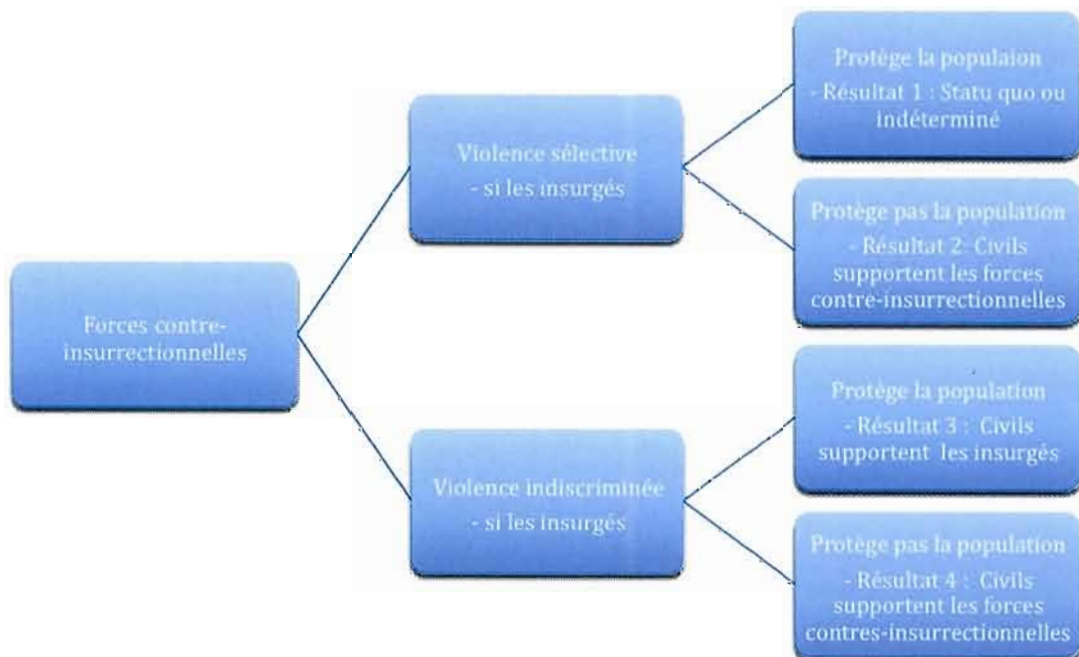 Forces contre-
insurrectionnelles
Violence sélective
- si les insurgés
Violence indiscriminée
- si les insurgés
Protège la populaion
- Résultat 1 : Statu quo ou
indéterminé
Protège pas la population
- Résultat 2: Civils
supportent les forces
contre-insurrectionnelles
Protège la population
- Résultat 3 : Civils
supportent les insurgés
Protège pas la population
- Résultat 4 : Civils
supportent les forces
contres-insurrectionnelles